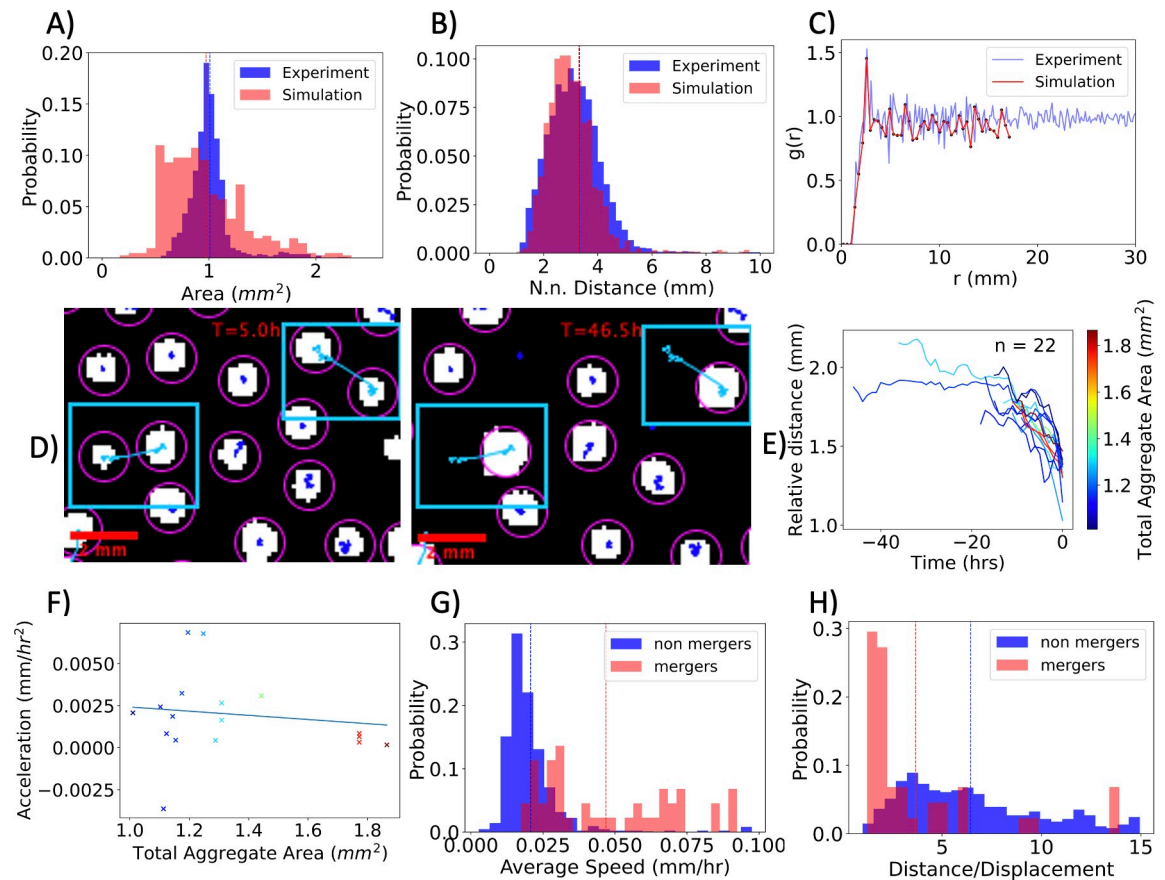 A)
0.20
0.15
0.10
0.05
0.00
Probability
Experiment
Simulation
0
1
2
Area (mm²)
B)
0.100
0.075
0.050
0.025
0.000
Probability
Experiment
Simulation
0
2
4
6
8
10
N.n. Distance (mm)
C)
1.5
1.0
0.5
0.0
g(r)
Experiment
Simulation
0
10
20
30
r (mm)
D)
T=5.0h
2 mm
T=46.5h
2 mm
E)
2.0
1.5
1.0
Relative distance (mm)
n = 22
−40
−20
0
Time (hrs)
1.8
1.6
1.4
1.2
Total Aggregate Area (mm²)
F)
0.0050
0.0025
0.0000
−0.0025
Acceleration (mm/hr²)
1.0
1.2
1.4
1.6
1.8
Total Aggregate Area (mm²)
G)
0.3
0.2
0.1
0.0
Probability
non mergers
mergers
0.000
0.025
0.050
0.075
0.100
Average Speed (mm/hr)
H)
0.3
0.2
0.1
0.0
Probability
non mergers
mergers
5
10
15
Distance/Displacement